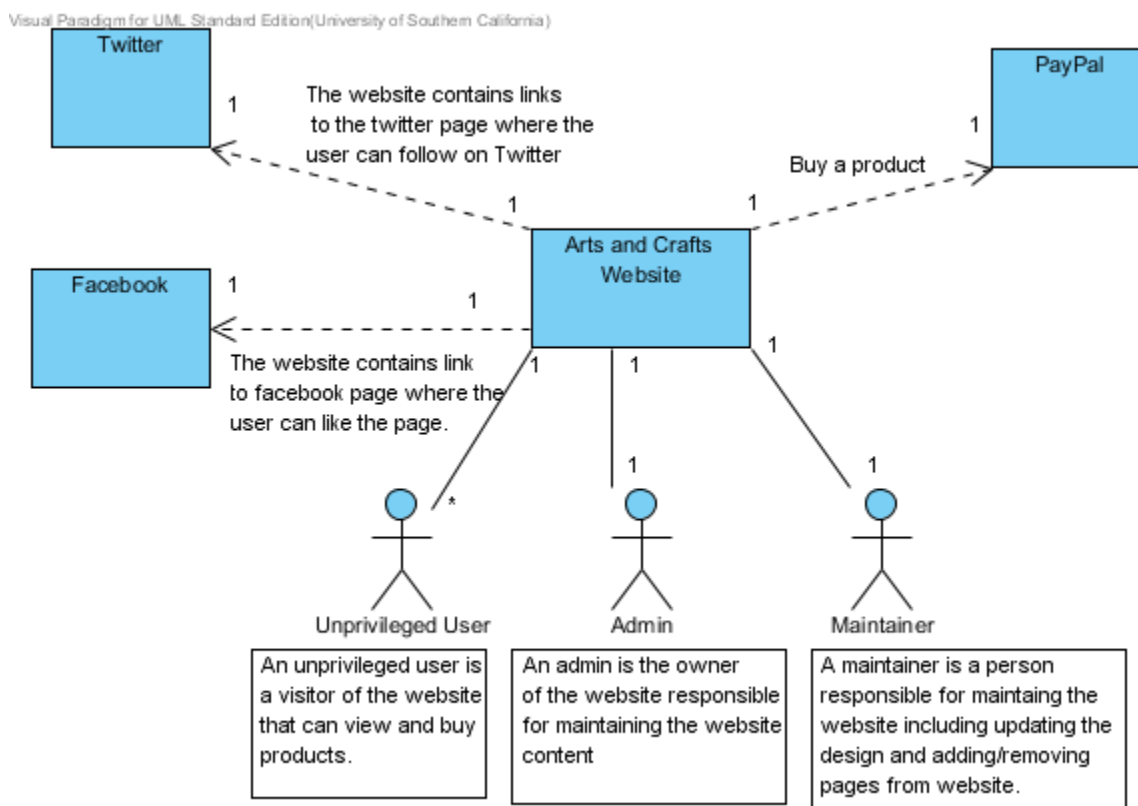 Visual Paradigm for UML Standard Edition(University of Southern California)
Twitter
PayPal
1
The website contains links
to the twitter page where the
user can follow on Twitter
1
Buy a product
1
1
Arts and Crafts
Website
Facebook
1
1
The website contains link
to facebook page where the
user can like the page.
1
1
1
*
1
1
Unprivileged User
Admin
Maintainer
An unprivileged user is
a visitor of the website
that can view and buy
products.
An admin is the owner
of the website responsible
for maintaining the website
content
A maintainer is a person
responsible for maintaing the
website including updating the
design and adding/removing
pages from website.